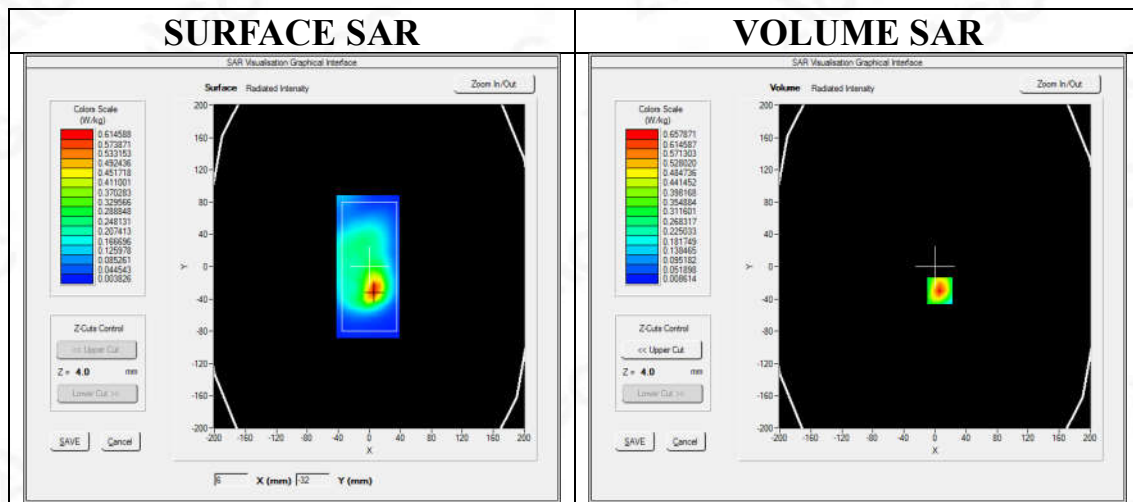 SURFACE SAR
SAR Visualisation Graphical Interface
Surface Radiated Intensity
Zoom In/Out
Colors Scale
(W/kg)
0.614588
0.573871
0.533153
0.492436
0.451718
0.411001
0.370283
0.329566
0.288848
0.248131
0.207413
0.166696
0.125978
0.085261
0.044543
0.003826
Z-Cuts Control
<< Upper Cut
Z = 4.0 mm
Lower Cut >>
SAVE Cancel
200
160
120
80
40
0
-40
-80
-120
-160
-200
Y
-200 -160 -120 -80 -40 0 40 80 120 160 200
X
6 X (mm) -32 Y (mm)
VOLUME SAR
SAR Visualisation Graphical Interface
Volume Radiated Intensity
Zoom In/Out
Colors Scale
(W/kg)
0.657871
0.614587
0.571303
0.528020
0.484736
0.441452
0.398168
0.354884
0.311601
0.268317
0.225033
0.181749
0.138465
0.095182
0.051898
0.008614
Z-Cuts Control
<< Upper Cut
Z = 4.0 mm
Lower Cut >>
SAVE Cancel
200
160
120
80
40
0
-40
-80
-120
-160
-200
Y
-200 -160 -120 -80 -40 0 40 80 120 160 200
X